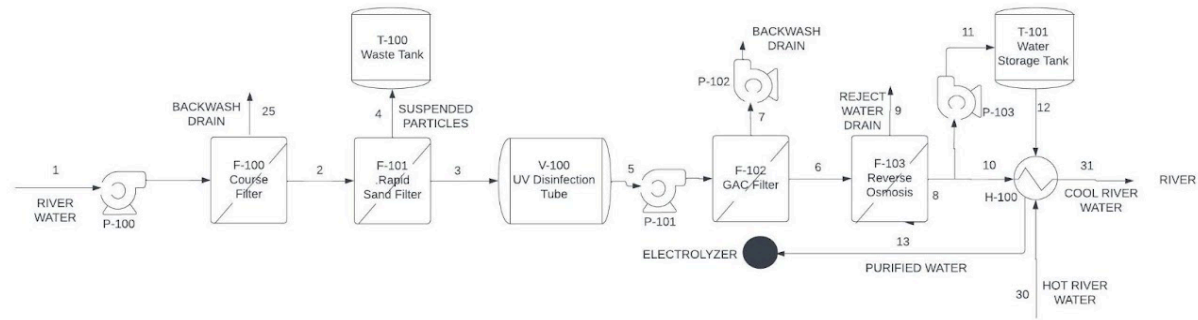 T-100
Waste Tank
BACKWASH
DRAIN
11
T-101
Water
Storage Tank
P-102
BACKWASH
DRAIN
25
4
SUSPENDED
PARTICLES
REJECT
WATER
DRAIN
9
P-103
7
12
1
RIVER
WATER
P-100
F-100
Course
Filter
2
F-101
.Rapid
Sand Filter
3
V-100
UV Disinfection
Tube
5
P-101
F-102
GAC Filter
6
F-103
Reverse
Osmosis
8
10
H-100
31
COOL RIVER
WATER
RIVER
ELECTROLYZER
13
PURIFIED WATER
30
HOT RIVER
WATER